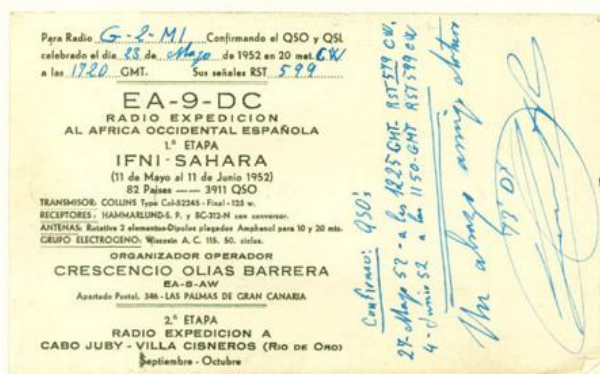 Para Radio G-2-MI Confirmando el QSO y QSL
celebrado el dia 23 de Mayo de 1952 en 20 met. CW
a las 1720 GMT. Sus señales RST 599
EA-9-DC
RADIO EXPEDICION
AL AFRICA OCCIDENTAL ESPAÑOLA
1.ª ETAPA
IFNI-SAHARA
(11 de Mayo al 11 de Junio 1952)
82 Paises —— 3911 QSO
TRANSMISOR: COLLINS Type Col-52245 - Final - 125 w.
RECEPTORES: HAMMARLUND-S. P. y BC-312-N con conversor.
ANTENAS: Rotativa 2 elementos-Dipolos plegados Amphenol para 10 y 20 mts.
GRUPO ELECTROGENO: Wisconin A. C. 115. 50. ciclos.
ORGANIZADOR OPERADOR
CRESCENCIO OLIAS BARRERA
EA-8-AW
Apartado Postal, 346 - LAS PALMAS DE GRAN CANARIA
2.ª ETAPA
RADIO EXPEDICION A
CABO JUBY - VILLA CISNEROS (RIO DE ORO)
Septiembre - Octubre
Confirmo: QSO's
27-Mayo 52 - a las 1225 GMT. RST 579 CW.
4-Junio 52 a las 1150-GMT RST 599 CW
Un abrazo amigo
73' DX